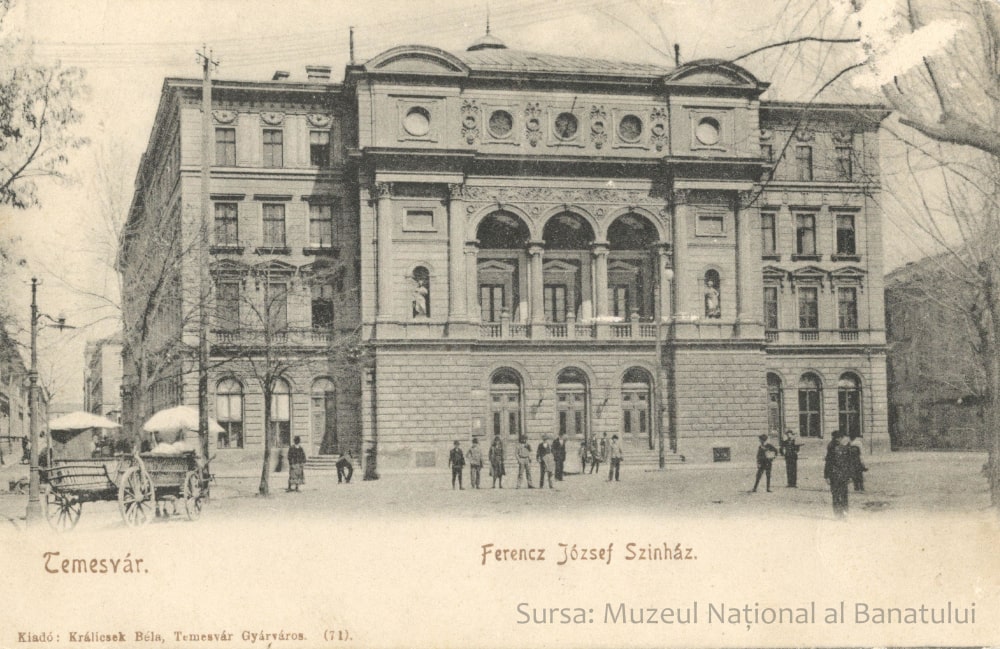 Temesvár.
Ferencz József Szinház.
Sursa: Muzeul Național al Banatului
Kiadó: Králicsek Béla, Temesvár Gyárváros. (71).